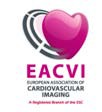 EACVI
EUROPEAN ASSOCIATION OF
CARDIOVASCULAR
IMAGING
A Registered Branch of the ESC